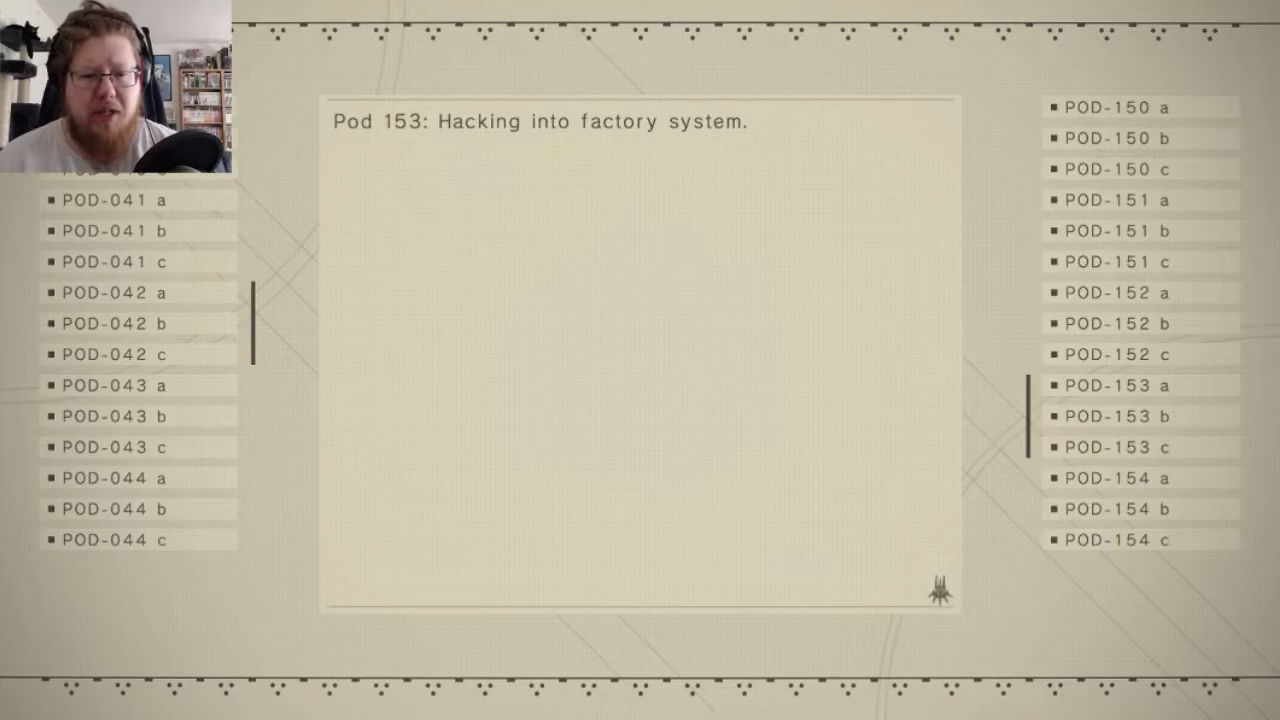 Pod 153: Hacking into factory system.
POD-041 a
POD-041 b
POD-041 c
POD-042 a
POD-042 b
POD-042 c
POD-043 a
POD-043 b
POD-043 c
POD-044 a
POD-044 b
POD-044 c
POD-150 a
POD-150 b
POD-150 c
POD-151 a
POD-151 b
POD-151 c
POD-152 a
POD-152 b
POD-152 c
POD-153 a
POD-153 b
POD-153 c
POD-154 a
POD-154 b
POD-154 c